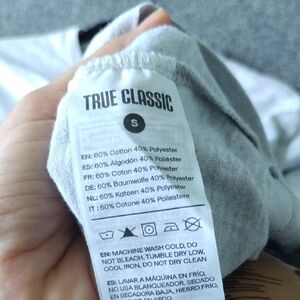 TRUE CLASSIC
S
EN: 60% Cotton 40% Polyester
ES: 60% Algodón 40% Poliéster
FR: 60% Coton 40% Polyester
DE: 60% Baumwolle 40% Polyester
NL: 60% Katoen 40% Polyester
IT : 60% Cotone 40% Poliestere
EN: MACHINE WASH COLD, DO
NOT BLEACH, TUMBLE DRY LOW,
COOL IRON, DO NOT DRY CLEAN
ES: LAVAR A MÁQUINA EN FRÍO,
NO USA BLANQUEADOR, SECADO
EN SECADORA BAJA,
EN SECO